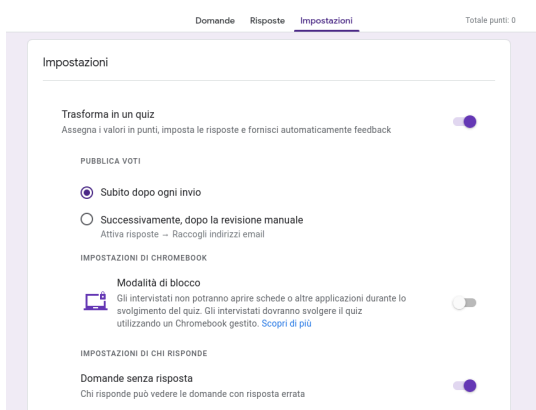 Domande Risposte Impostazioni Totale punti: 0
Impostazioni
Trasforma in un quiz
Assegna i valori in punti, imposta le risposte e fornisci automaticamente feedback
PUBBLICA VOTI
Subito dopo ogni invio
Successivamente, dopo la revisione manuale
Attiva risposte → Raccogli indirizzi email
IMPOSTAZIONI DI CHROMEBOOK
Modalità di blocco
Gli intervistati non potranno aprire schede o altre applicazioni durante lo
svolgimento del quiz. Gli intervistati dovranno svolgere il quiz
utilizzando un Chromebook gestito. Scopri di più
IMPOSTAZIONI DI CHI RISPONDE
Domande senza risposta
Chi risponde può vedere le domande con risposta errata